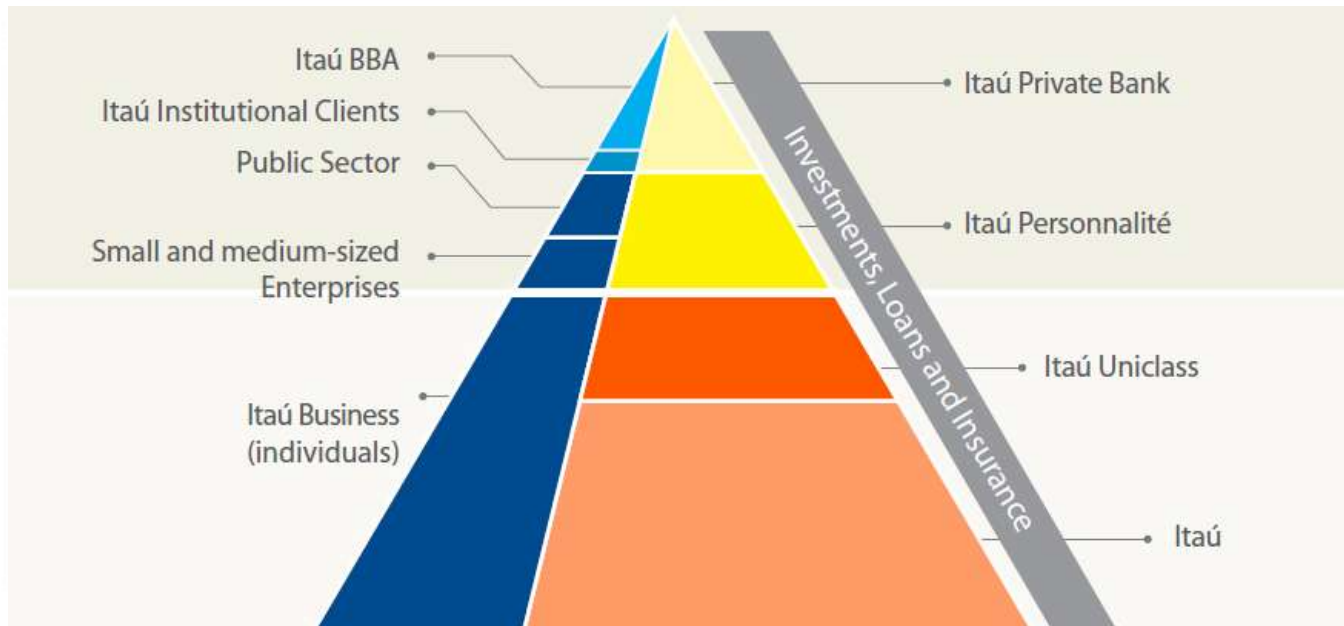 Itaú BBA
Itaú Institutional Clients
Public Sector
Small and medium-sized
Enterprises
Itaú Business
(individuals)
Investments, Loans and Insurance
Itaú Private Bank
Itaú Personnalité
Itaú Uniclass
Itaú